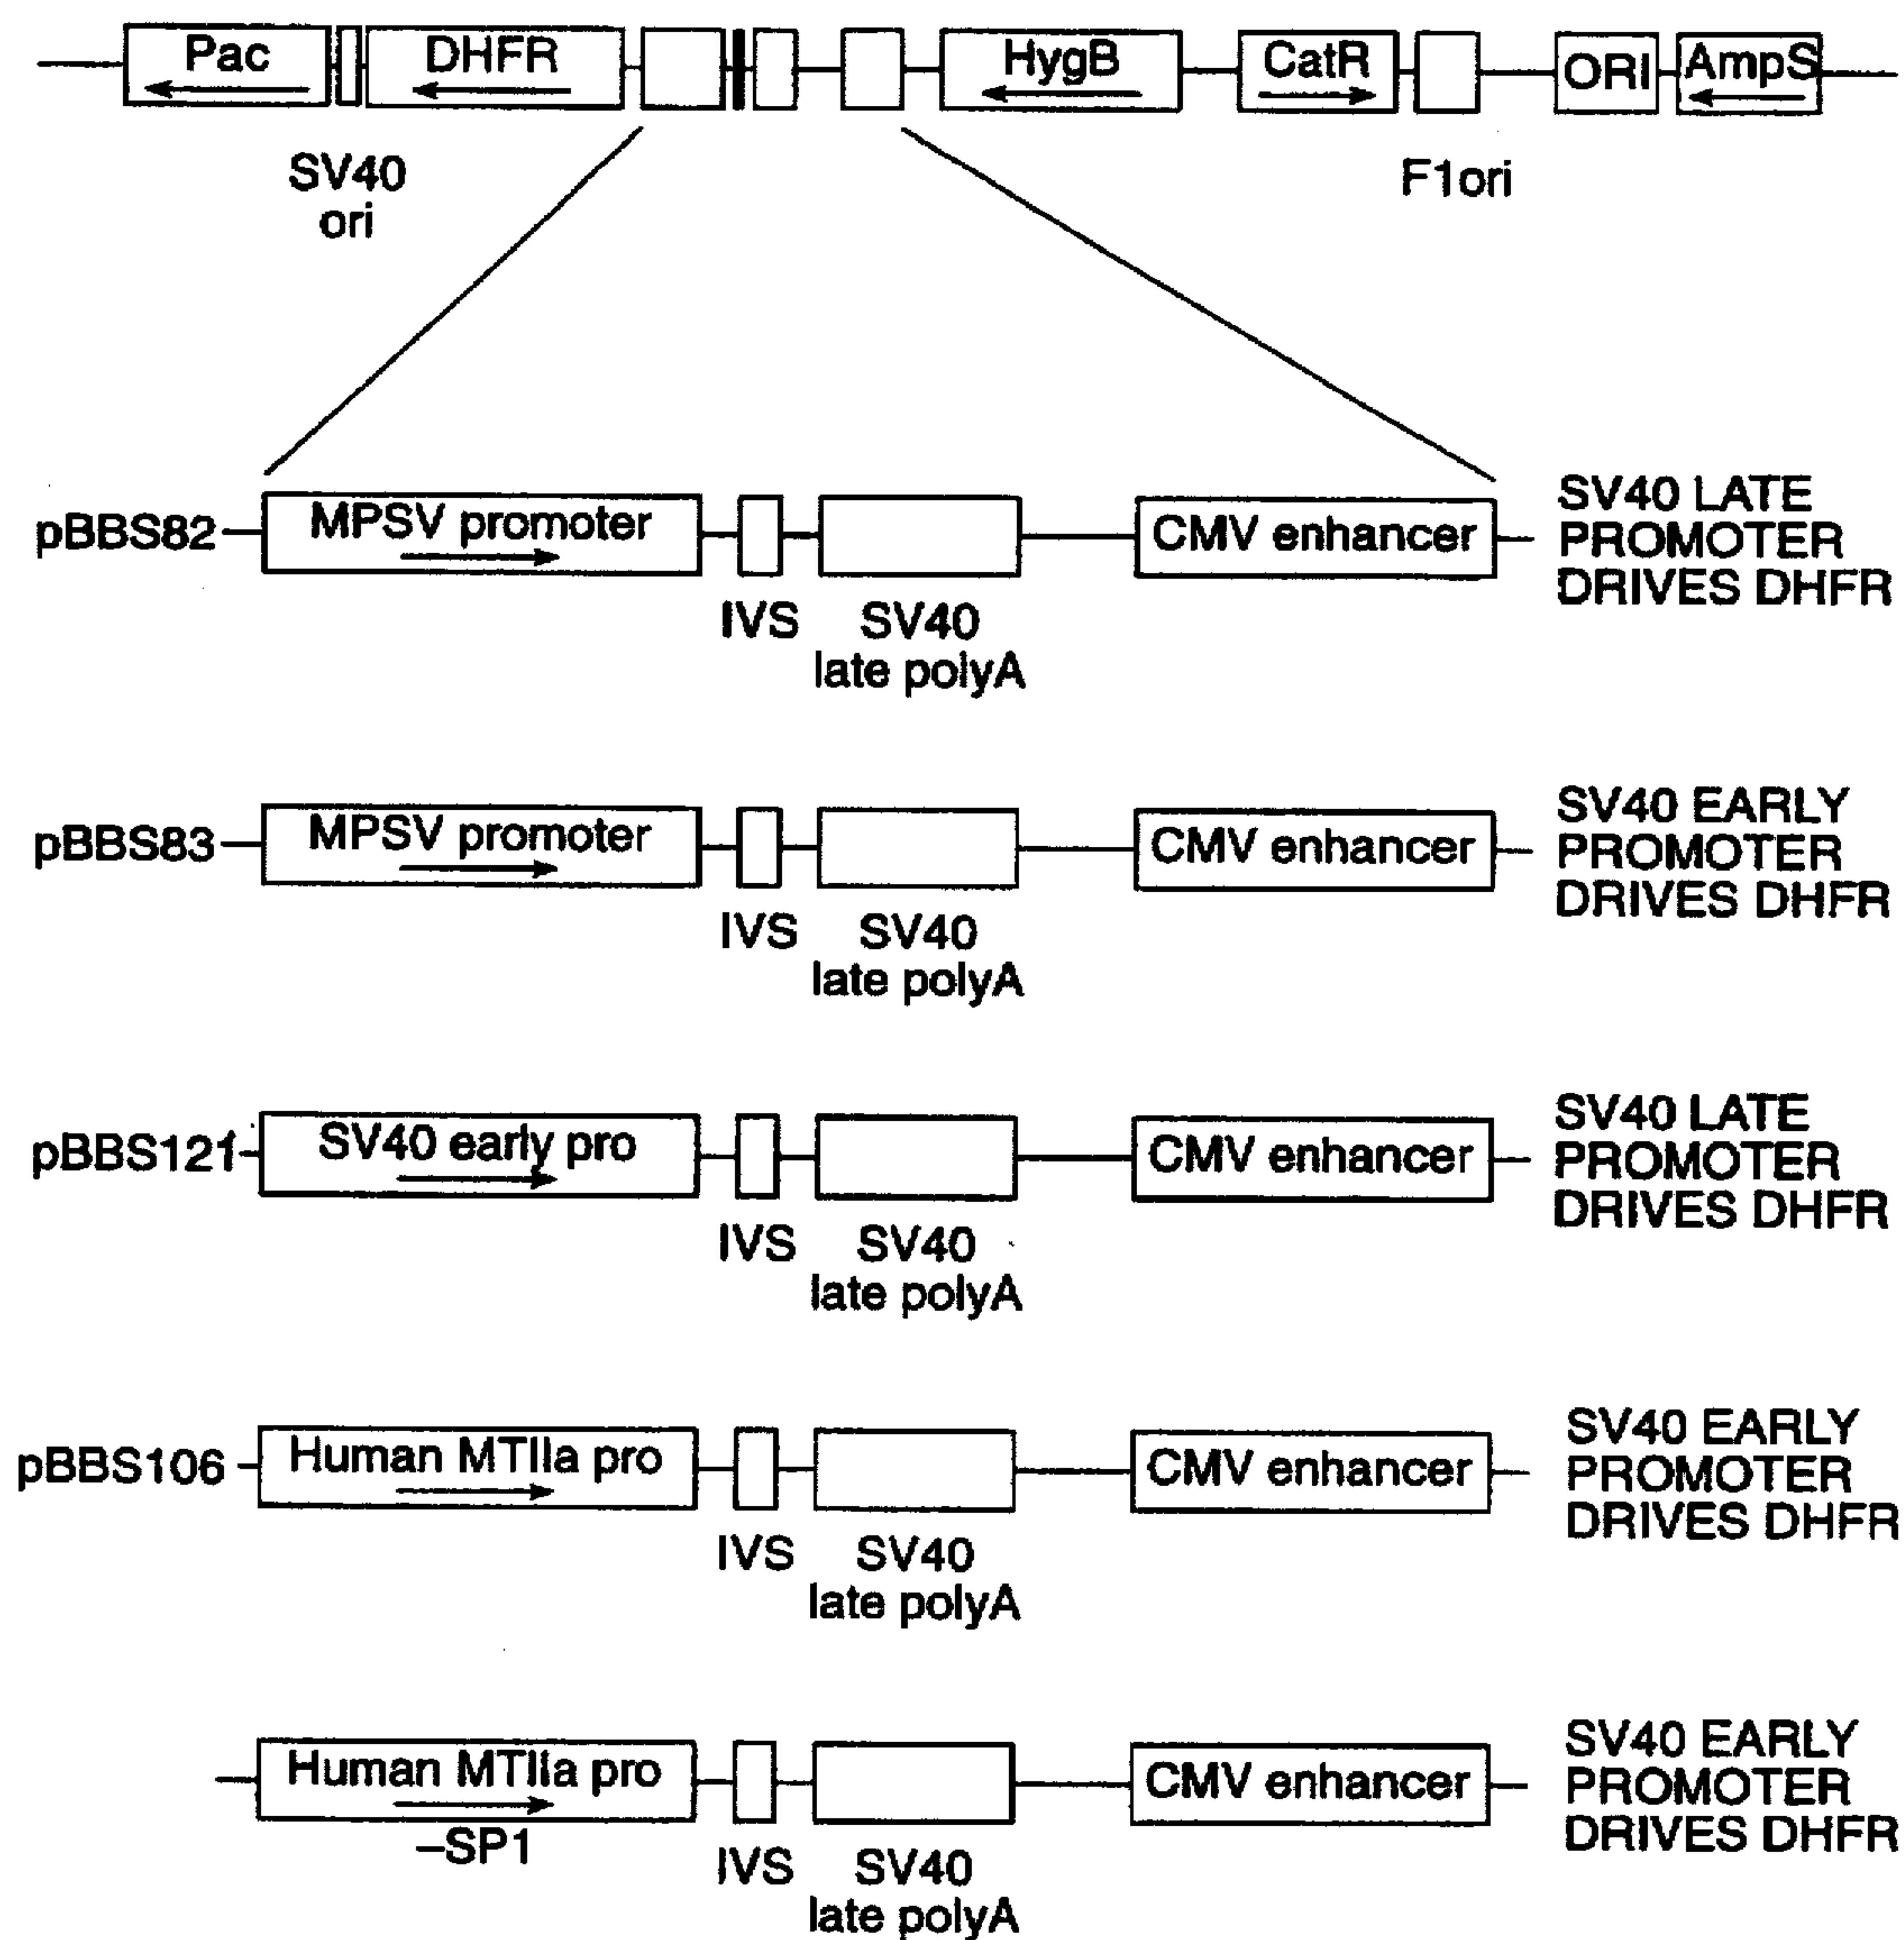 Pac DHFR HygB CatR ORI AmpS
SV40
ori
F1ori
pBBS82 MPSV promoter CMV enhancer
IVS SV40
late polyA
SV40 LATE
PROMOTER
DRIVES DHFR
pBBS83 MPSV promoter CMV enhancer
IVS SV40
late polyA
SV40 EARLY
PROMOTER
DRIVES DHFR
pBBS121 SV40 early pro CMV enhancer
IVS SV40
late polyA
SV40 LATE
PROMOTER
DRIVES DHFR
pBBS106 Human MTIIa pro CMV enhancer
IVS SV40
late polyA
SV40 EARLY
PROMOTER
DRIVES DHFR
Human MTIIa pro CMV enhancer
–SP1
IVS SV40
late polyA
SV40 EARLY
PROMOTER
DRIVES DHFR